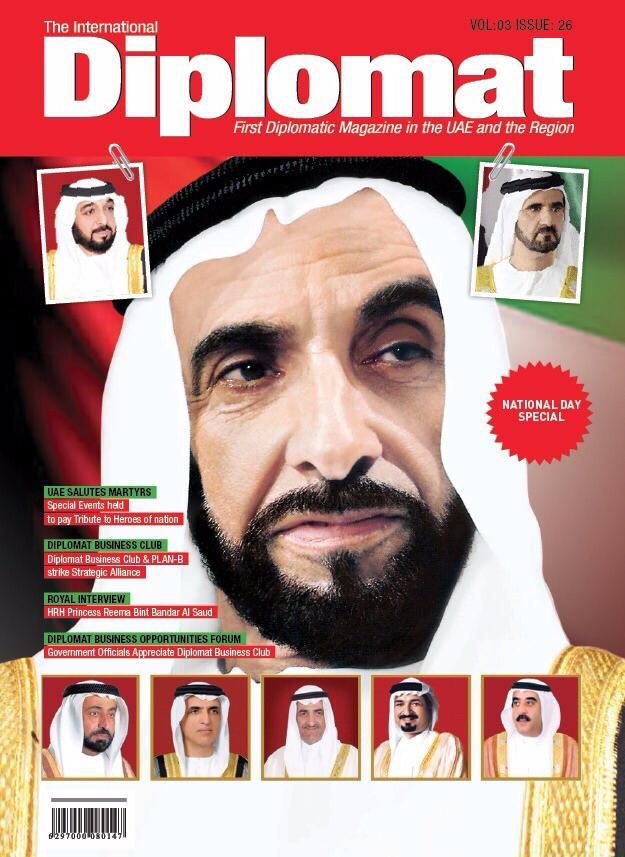 The International
VOL:03 ISSUE: 26
Diplomat
First Diplomatic Magazine in the UAE and the Region
NATIONAL DAY
SPECIAL
UAE SALUTES MARTYRS
Special Events held
to pay Tribute to Heroes of nation
DIPLOMAT BUSINESS CLUB
Diplomat Business Club & PLAN-B
strike Strategic Alliance
ROYAL INTERVIEW
HRH Princess Reema Bint Bandar Al Saud
DIPLOMAT BUSINESS OPPORTUNITIES FORUM
Government Officials Appreciate Diplomat Business Club
6297000 080147